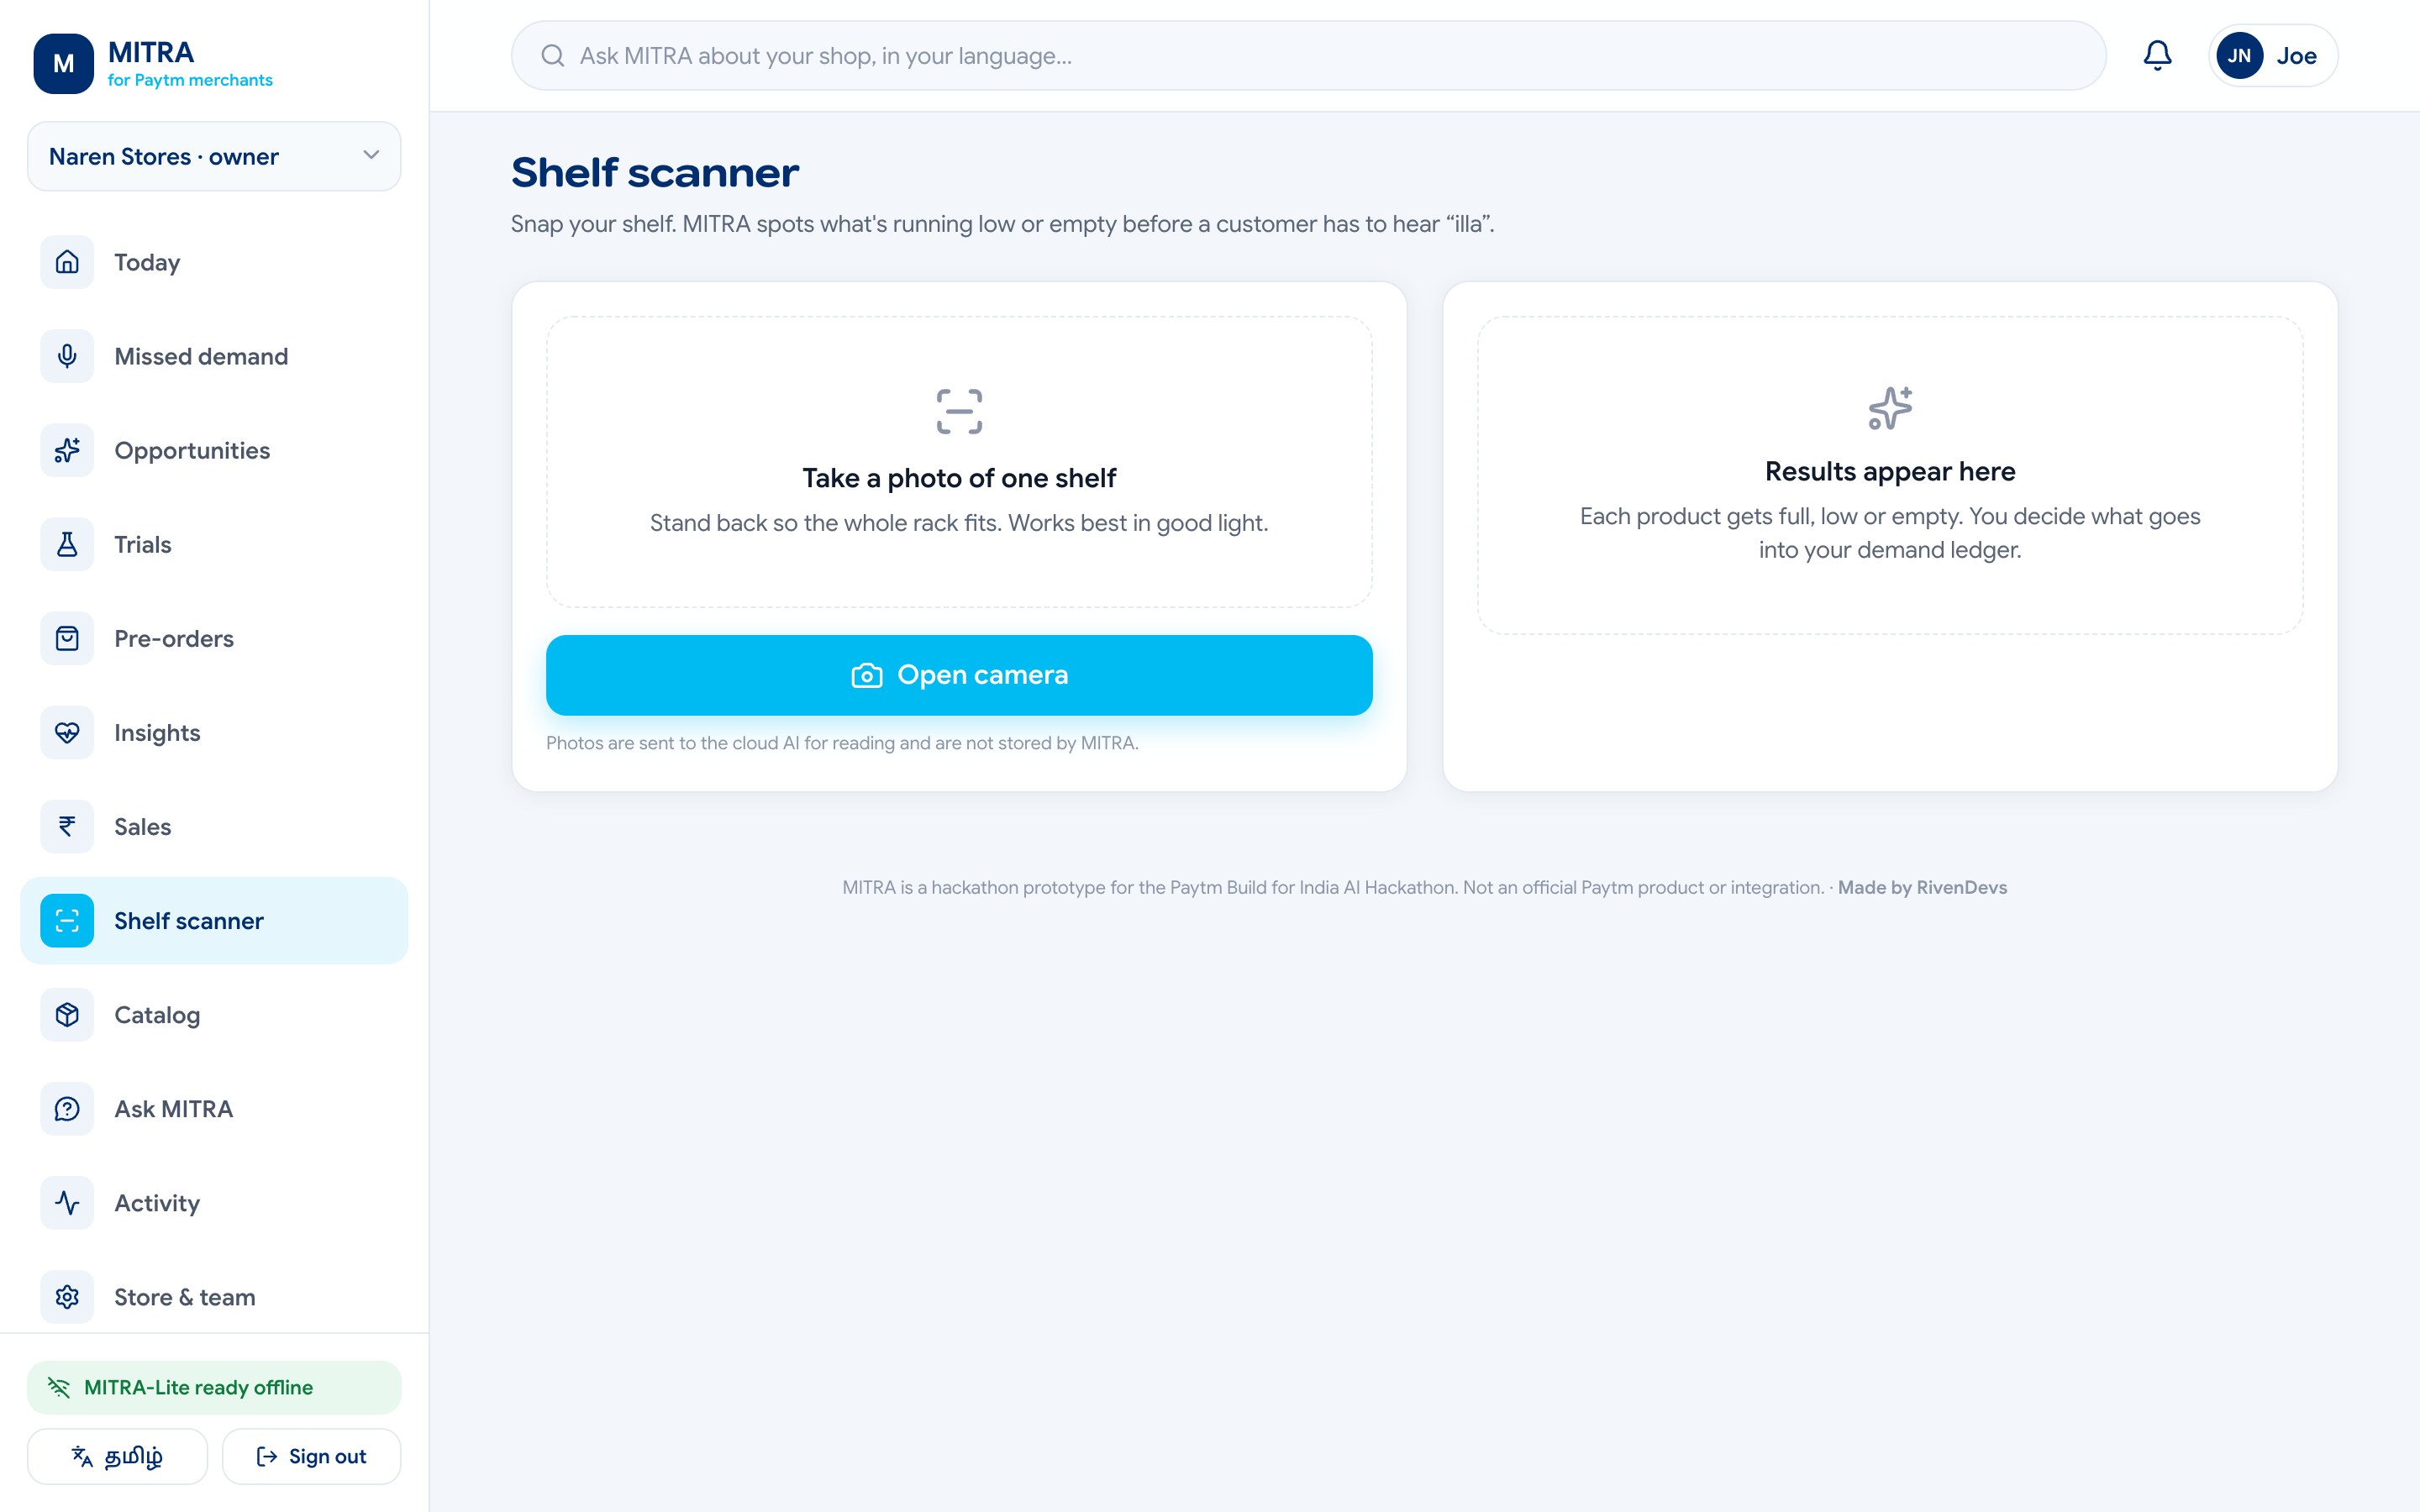 M
MITRA
for Paytm merchants
Naren Stores · owner
Today
Missed demand
Opportunities
Trials
Pre-orders
Insights
Sales
Shelf scanner
Catalog
Ask MITRA
Activity
Store & team
MITRA-Lite ready offline
தமிழ்
Sign out
Ask MITRA about your shop, in your language...
JN
Joe
Shelf scanner
Snap your shelf. MITRA spots what's running low or empty before a customer has to hear “illa”.
Take a photo of one shelf
Stand back so the whole rack fits. Works best in good light.
Open camera
Photos are sent to the cloud AI for reading and are not stored by MITRA.
Results appear here
Each product gets full, low or empty. You decide what goes
into your demand ledger.
MITRA is a hackathon prototype for the Paytm Build for India AI Hackathon. Not an official Paytm product or integration. · Made by RivenDevs